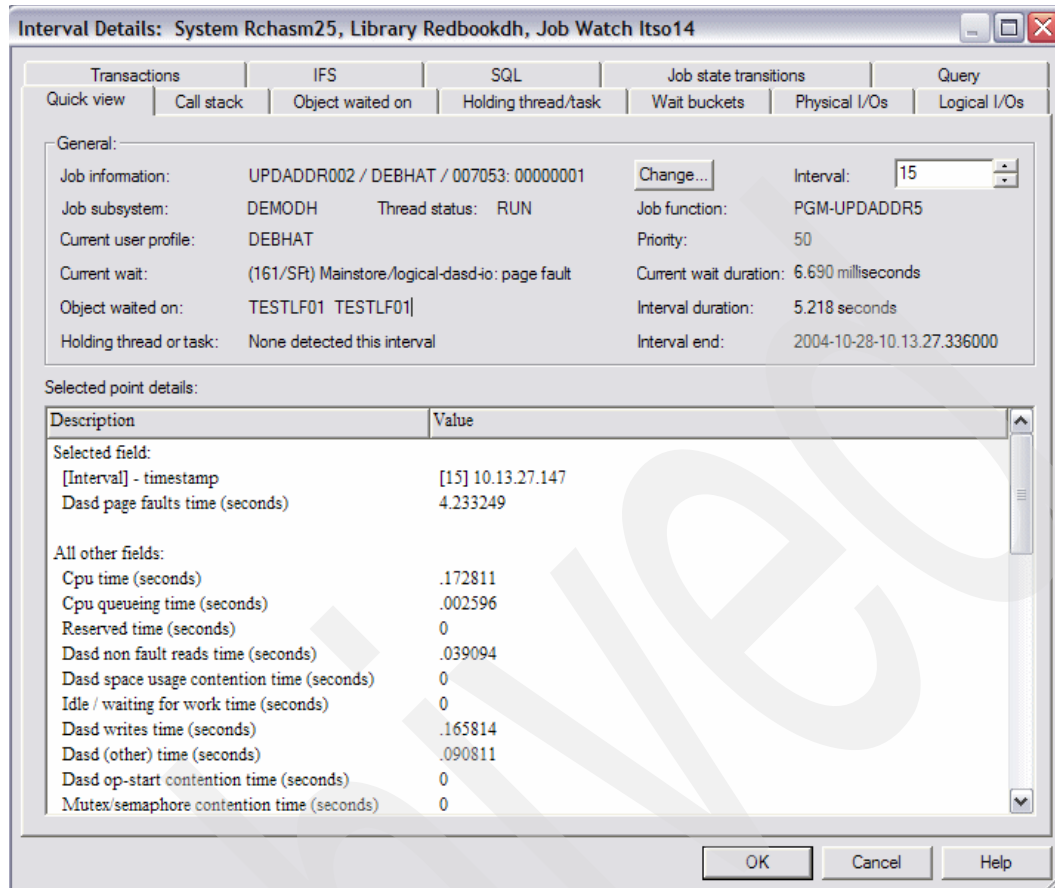 Interval Details: System Rchasm25, Library Redbookdh, Job Watch Itso14
Transactions IFS SQL Job state transitions Query
Quick view Call stack Object waited on Holding thread/task Wait buckets Physical I/Os Logical I/Os
General:
Job information: UPDADDR002 / DEBHAT / 007053: 00000001 Change... Interval: 15
Job subsystem: DEMODH Thread status: RUN Job function: PGM-UPDADDR5
Current user profile: DEBHAT Priority: 50
Current wait: (161/SFt) Mainstore/logical-dasd-io: page fault Current wait duration: 6.690 milliseconds
Object waited on: TESTLF01 TESTLF01 Interval duration: 5.218 seconds
Holding thread or task: None detected this interval Interval end: 2004-10-28-10.13.27.336000
Selected point details:
Description Value
Selected field:
[Interval] - timestamp [15] 10.13.27.147
Dasd page faults time (seconds) 4.233249
All other fields:
Cpu time (seconds) .172811
Cpu queueing time (seconds) .002596
Reserved time (seconds) 0
Dasd non fault reads time (seconds) .039094
Dasd space usage contention time (seconds) 0
Idle / waiting for work time (seconds) 0
Dasd writes time (seconds) .165814
Dasd (other) time (seconds) .090811
Dasd op-start contention time (seconds) 0
Mutex/semaphore contention time (seconds) 0
OK Cancel Help